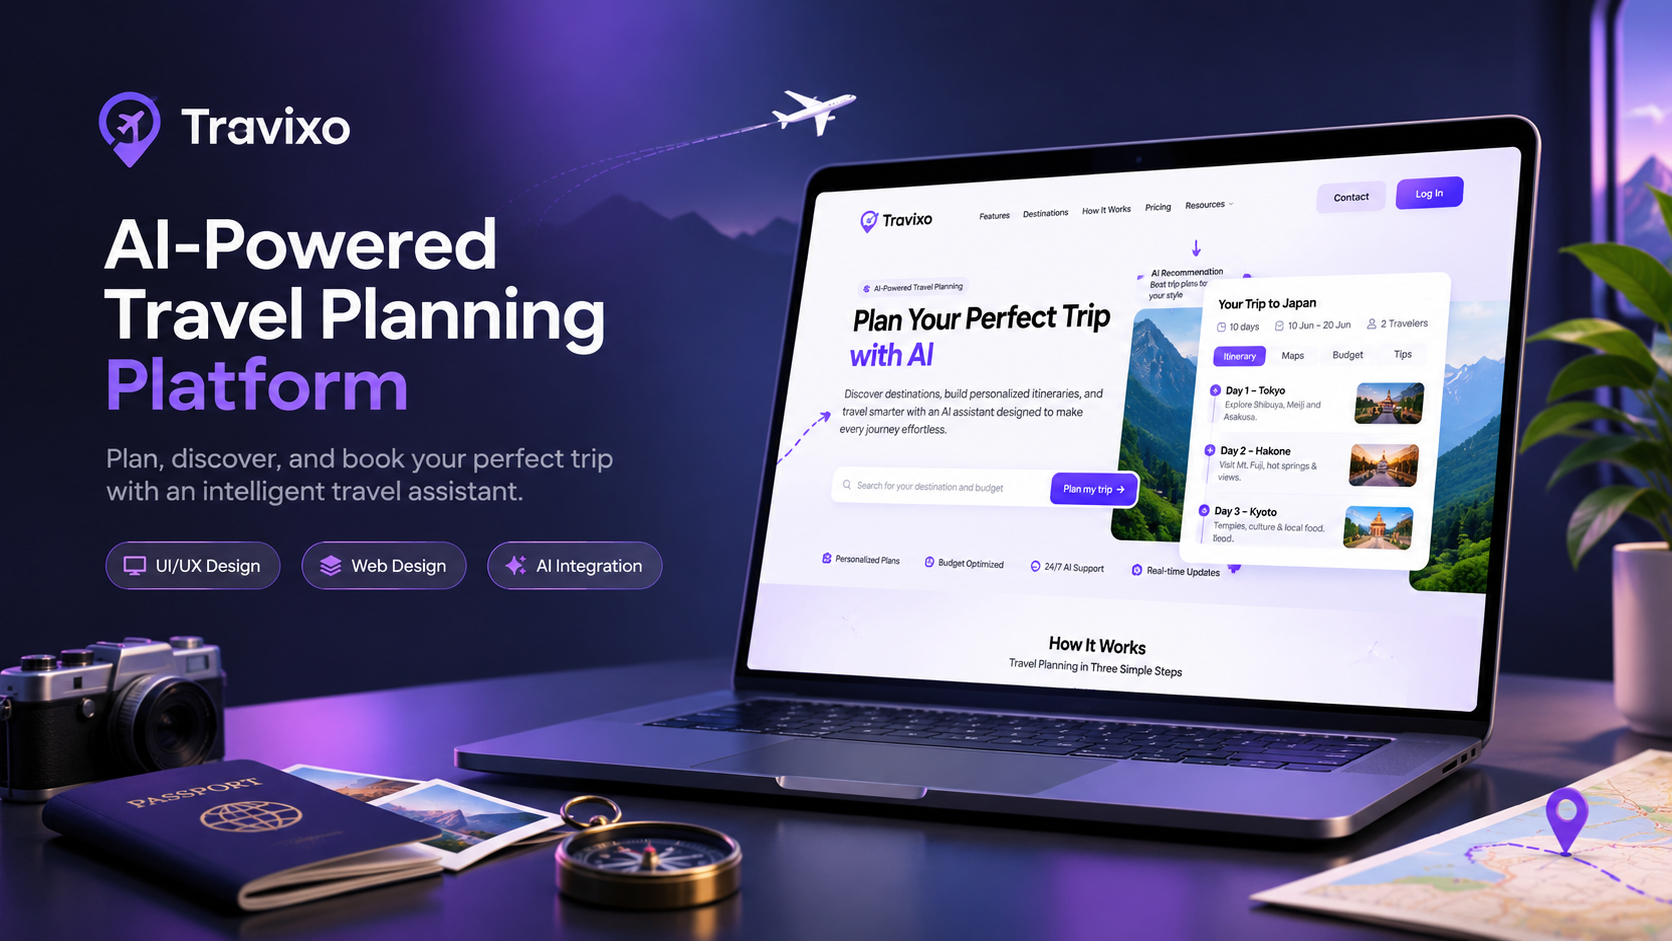 Travixo
AI-Powered
Travel Planning
Platform
Plan, discover, and book your perfect trip
with an intelligent travel assistant.
UI/UX Design
Web Design
AI Integration
Travixo
Features
Destinations
How It Works
Pricing
Resources
Contact
Log In
AI-Powered Travel Planning
Plan Your Perfect Trip
with AI
Discover destinations, build personalized itineraries, and
travel smarter with an AI assistant designed to make
every journey effortless.
Search for your destination and budget
Plan my trip →
Personalized Plans
Budget Optimized
24/7 AI Support
Real-time Updates
AI Recommendation
Beat trip plans
your style
Your Trip to Japan
10 days
10 Jun – 20 Jun
2 Travelers
Itinerary
Maps
Budget
Tips
Day 1 – Tokyo
Explore Shibuya, Meiji and
Asakusa.
Day 2 – Hakone
Visit Mt. Fuji, hot springs &
views.
Day 3 – Kyoto
Temples, culture & local food.
How It Works
Travel Planning in Three Simple Steps
PASSPORT